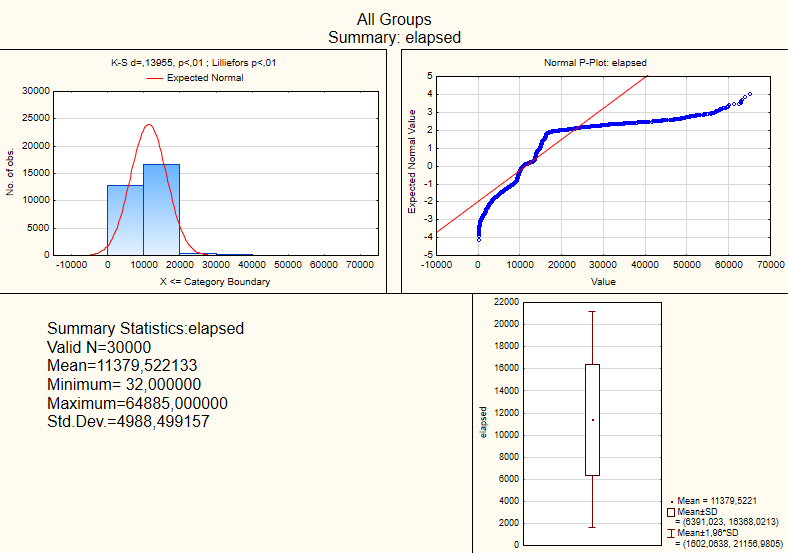 All Groups
Summary: elapsed
K-S d=,13955, p<,01 ; Lilliefors p<,01
Expected Normal
30000
25000
20000
15000
10000
5000
0
No. of obs.
-10000 0 10000 20000 30000 40000 50000 60000 70000
X <= Category Boundary
Normal P-Plot: elapsed
5
4
3
2
1
0
-1
-2
-3
-4
-5
Expected Normal Value
-10000 0 10000 20000 30000 40000 50000 60000 70000
Value
Summary Statistics:elapsed
Valid N=30000
Mean=11379,522133
Minimum= 32,000000
Maximum=64885,000000
Std.Dev.=4988,499157
22000
20000
18000
16000
14000
12000
10000
8000
6000
4000
2000
0
elapsed
Mean = 11379,5221
Mean±SD
= (6391,023, 16368,0213)
Mean±1,96*SD
= (1602,0638, 21156,9805)